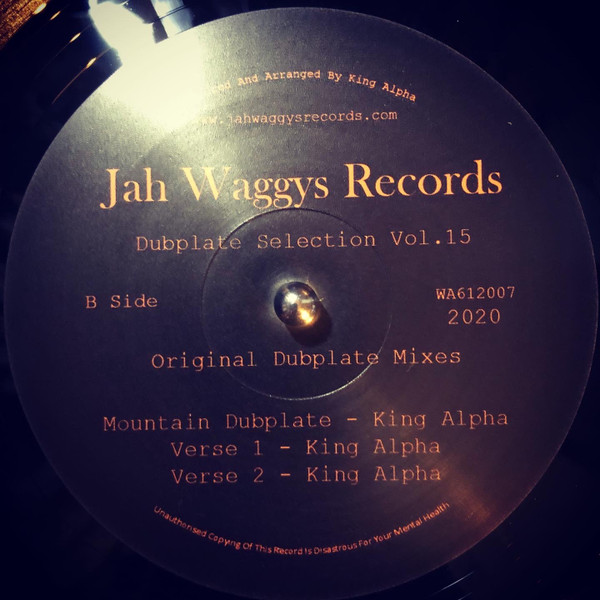 And Arranged By King Alpha
www.jahwaggysrecords.com
Jah Waggys Records
Dubplate Selection Vol.15
B Side
WA612007
2020
Original Dubplate Mixes
Mountain Dubplate - King Alpha
Verse 1 - King Alpha
Verse 2 - King Alpha
Unauthorised Copying Of This Record Is Disastrous For Your Mental Health